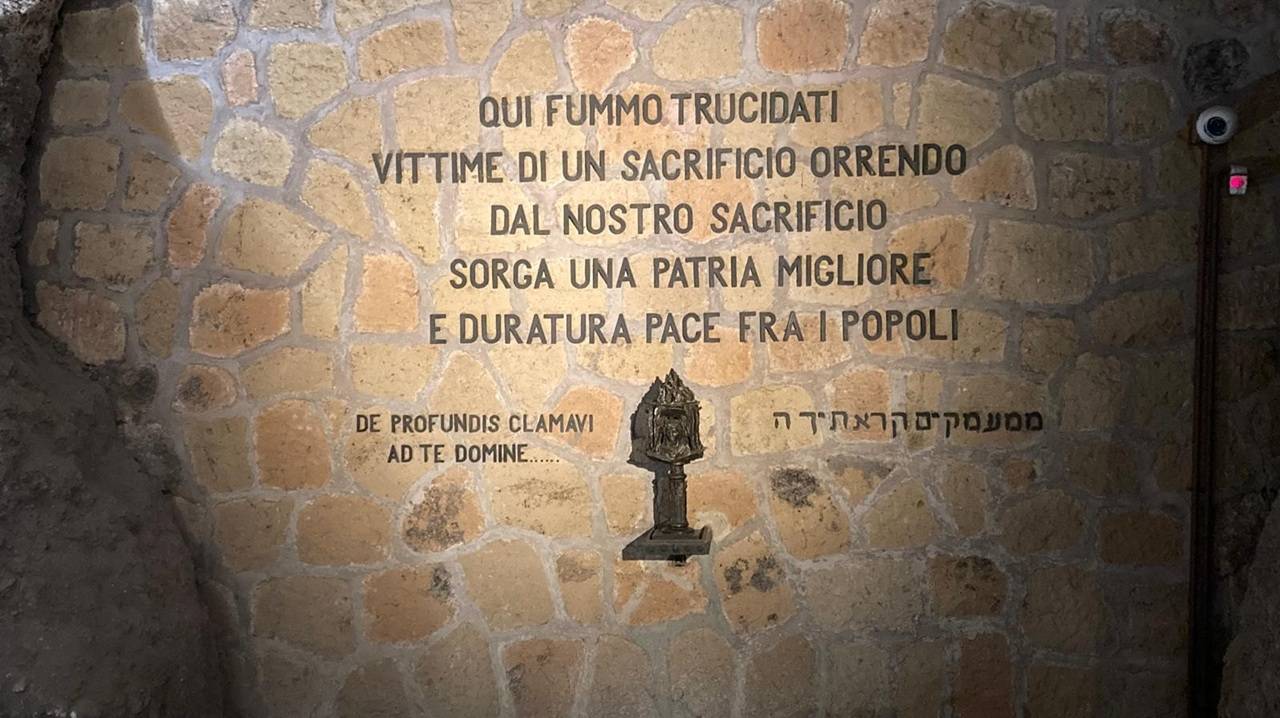 QUI FUMMO TRUCIDATI
VITTIME DI UN SACRIFICIO ORRENDO
DAL NOSTRO SACRIFICIO
SORGA UNA PATRIA MIGLIORE
E DURATURA PACE FRA I POPOLI
DE PROFUNDIS CLAMAVI
AD TE DOMINE......
ממעמקים קראתיך ה